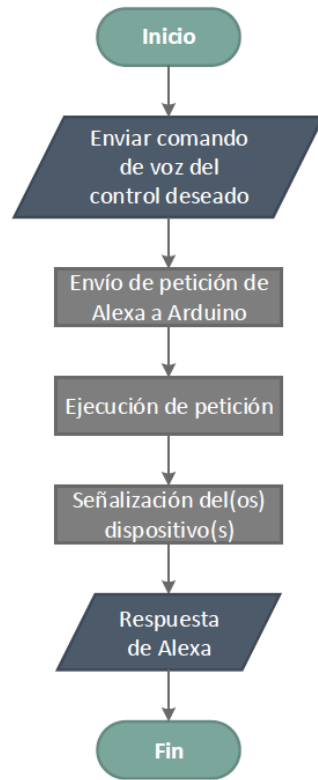 Inicio
Enviar comando
de voz del
control deseado
Envío de petición de
Alexa a Arduino
Ejecución de petición
Señalización del(os)
dispositivo(s)
Respuesta
de Alexa
Fin